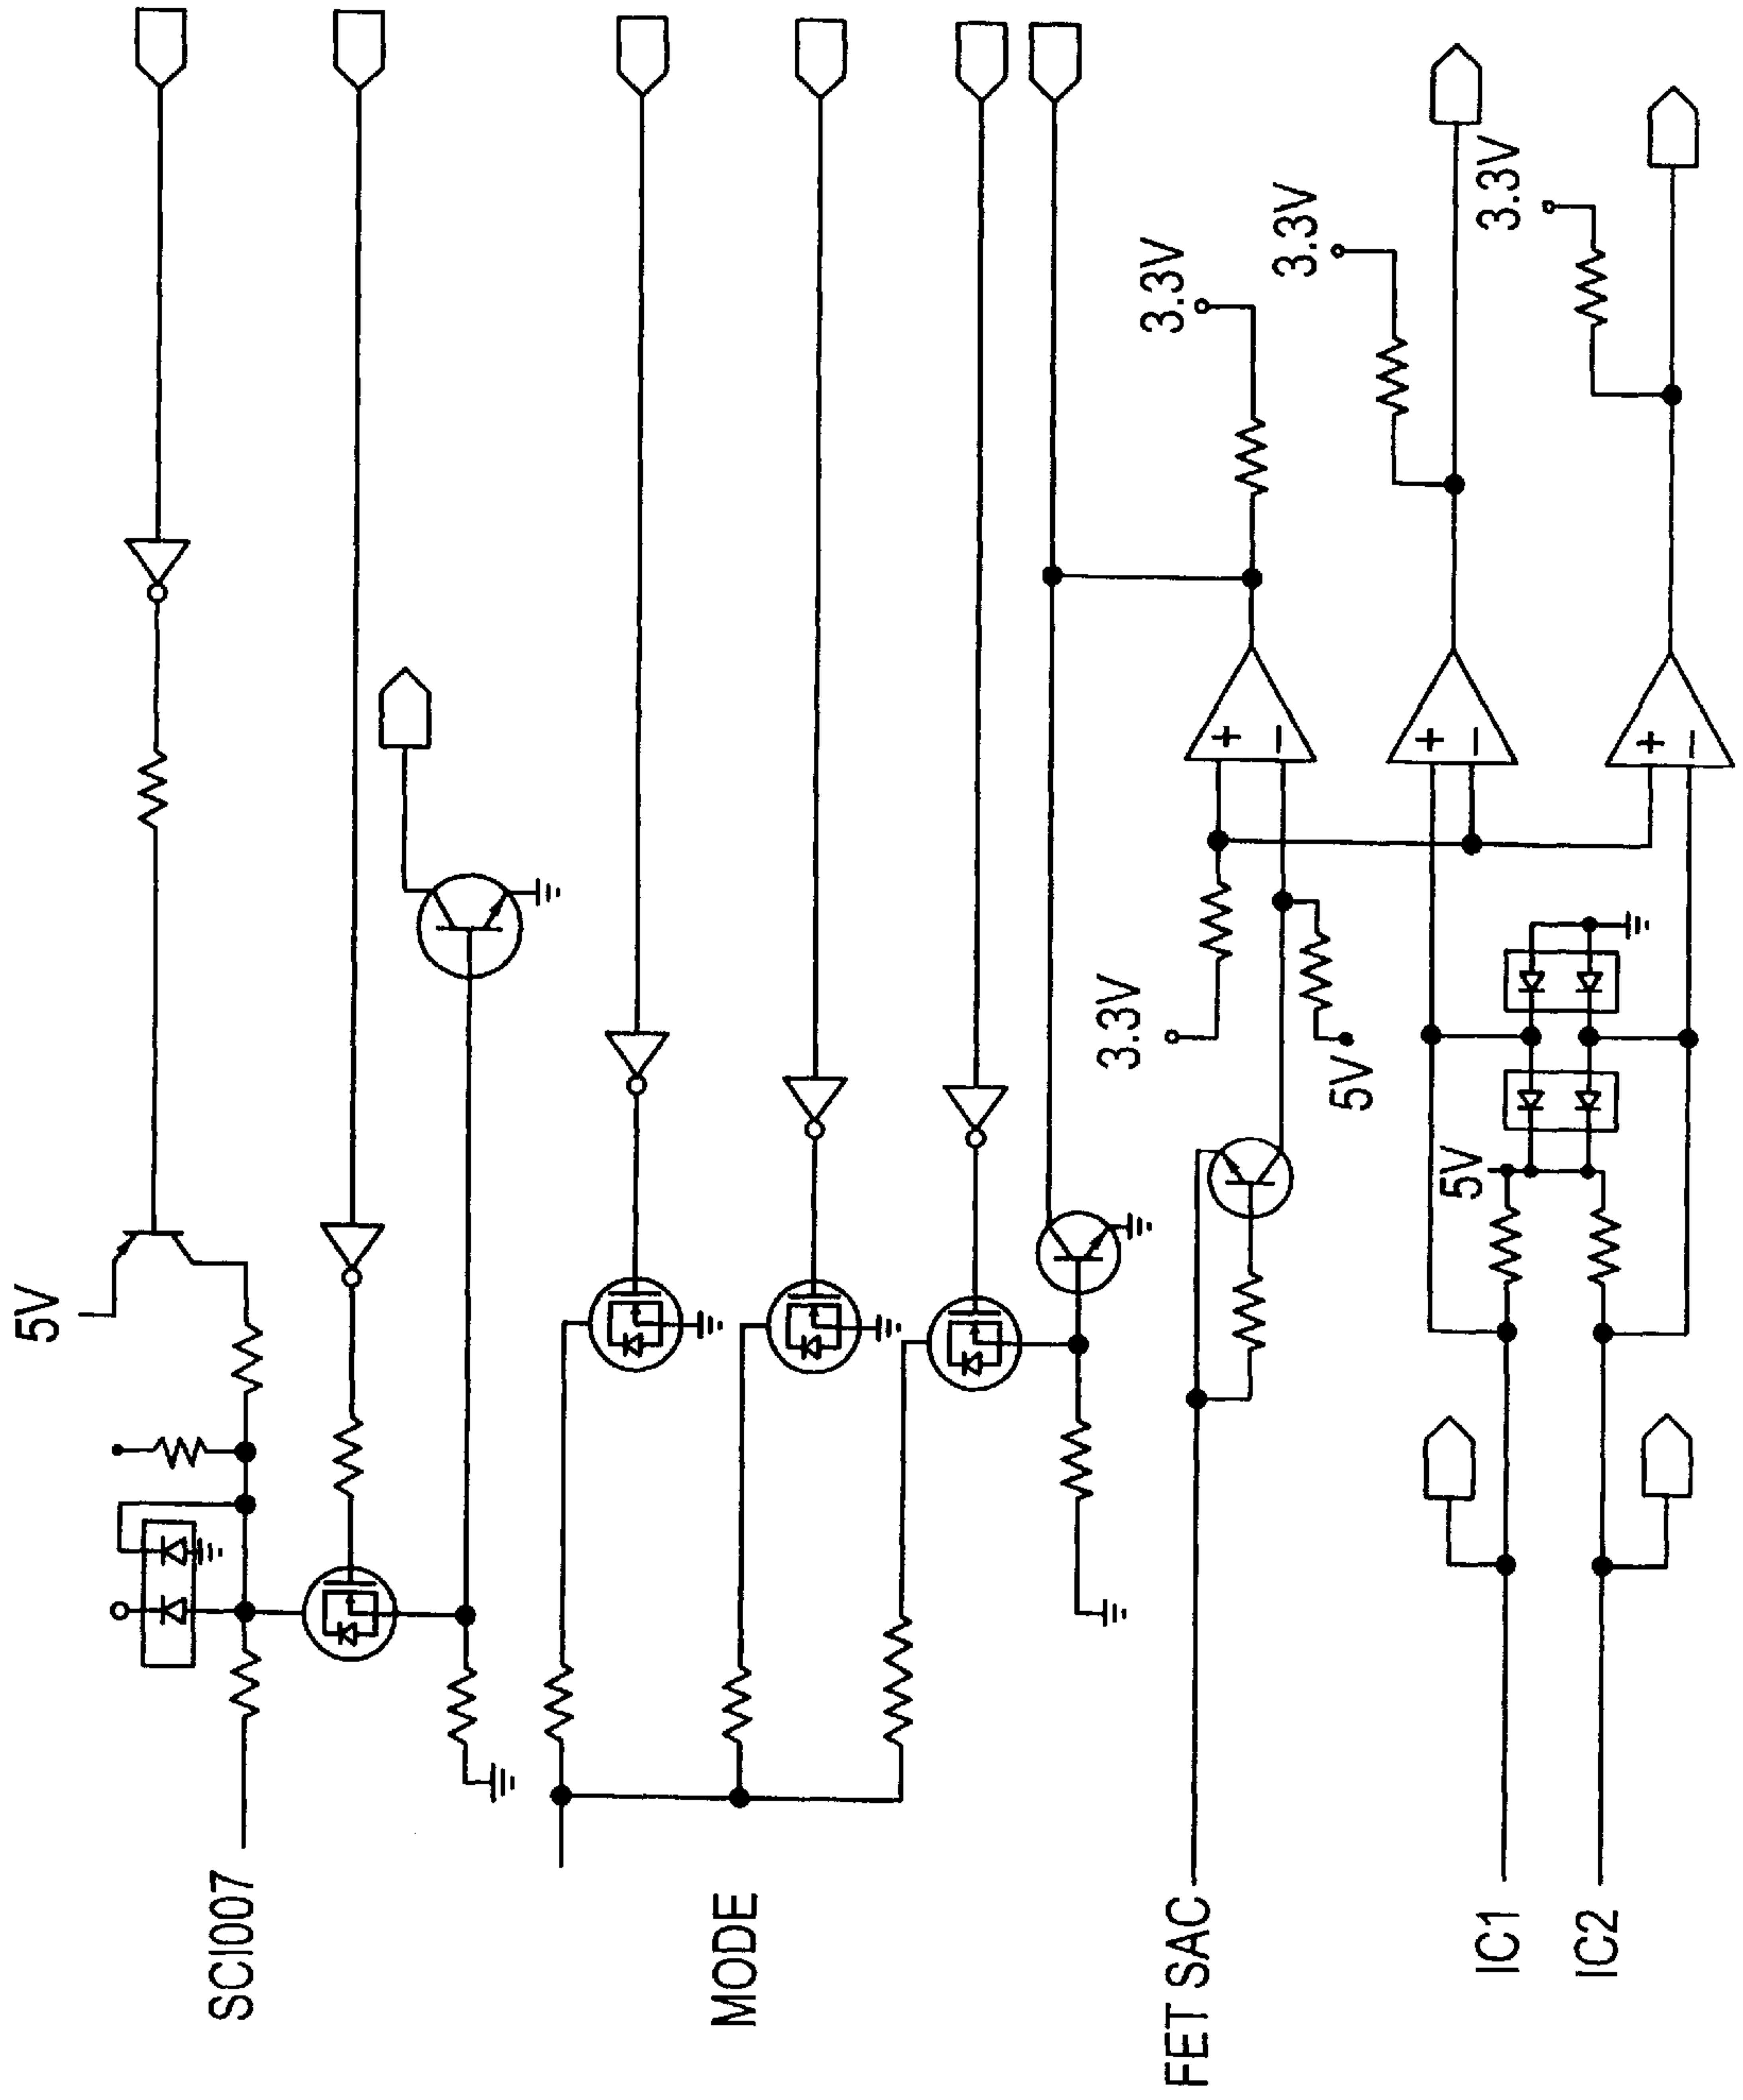 SCI007
5V
MODE
FET SAC
3.3V
5V
3.3V
3.3V
3.3V
IC1
IC2
5V
+
−
+
−
+
−